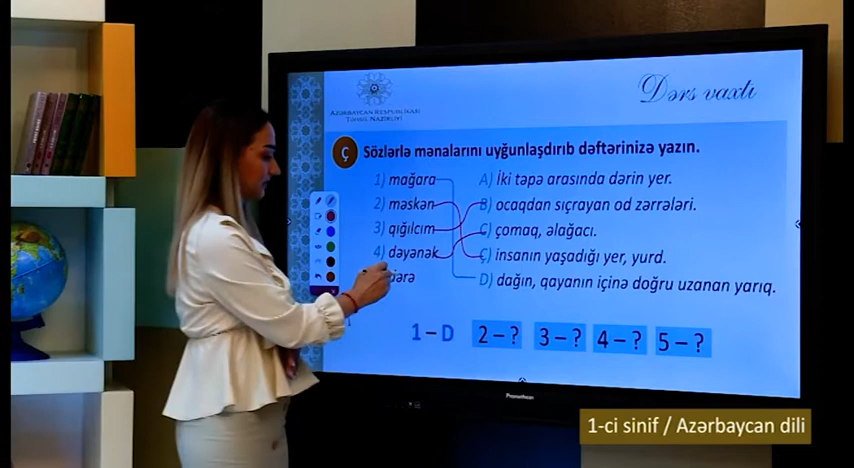 AZƏRBAYCAN RESPUBLİKASI
TƏHSİL NAZİRLİYİ
Dərs vaxtı
Ç Sözlərlə mənalarını uyğunlaşdırıb dəftərinizə yazın.
1) mağara A) İki təpə arasında dərin yer.
2) məskən B) ocaqdan sıçrayan od zərrələri.
3) qığılcım C) çomaq, əlağacı.
4) dəyənək Ç) insanın yaşadığı yer, yurd.
D) dağın, qayanın içinə doğru uzanan yarıq.
1 – D 2 – ? 3 – ? 4 – ? 5 – ?
Promethean
1-ci sinif / Azərbaycan dili